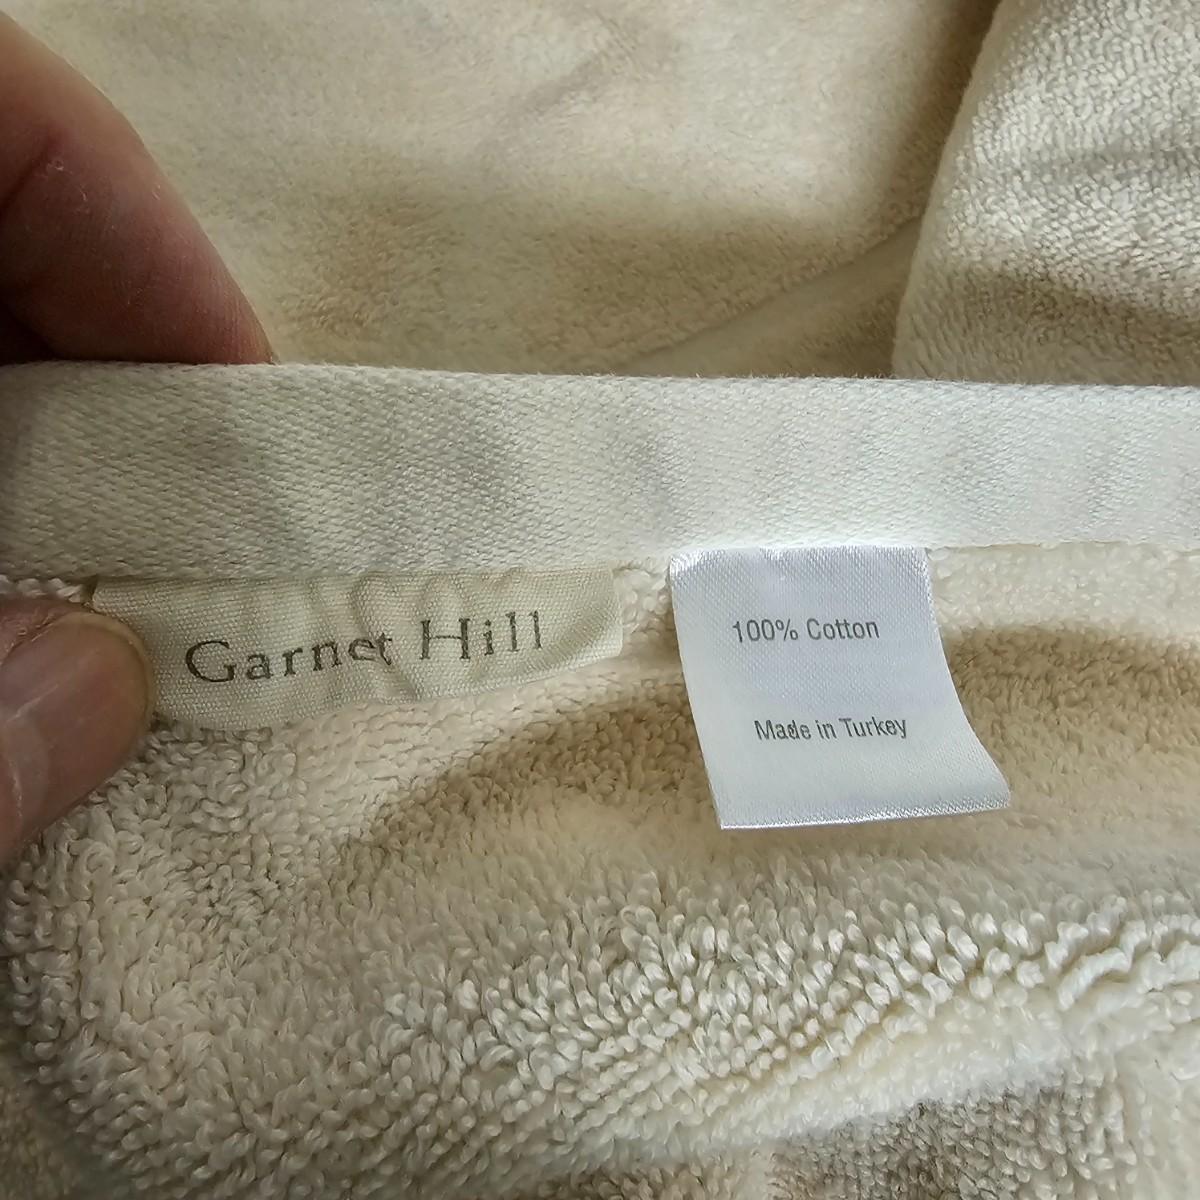 Garnet Hill
100% Cotton
Made in Turkey